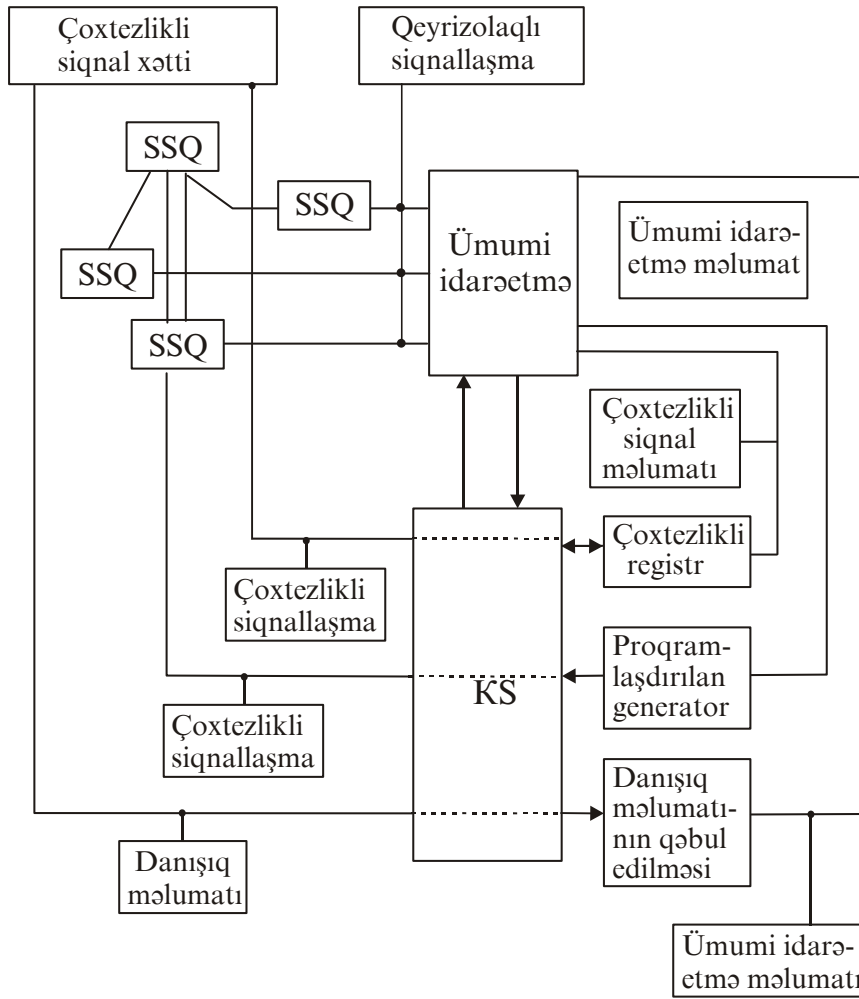 Çoxtezlikli
siqnal xətti
Qeyrizolaqlı
siqnallaşma
SSQ
SSQ
SSQ
SSQ
Ümumi
idarəetmə
Ümumi idarə-
etmə məlumat
Çoxtezlikli
siqnal
məlumatı
Çoxtezlikli
registr
Çoxtezlikli
siqnallaşma
Proqram-
laşdırılan
generator
KS
Çoxtezlikli
siqnallaşma
Danışıq
məlumatı-
nın qəbul
edilməsi
Danışıq
məlumatı
Ümumi idarə-
etmə məlumatı